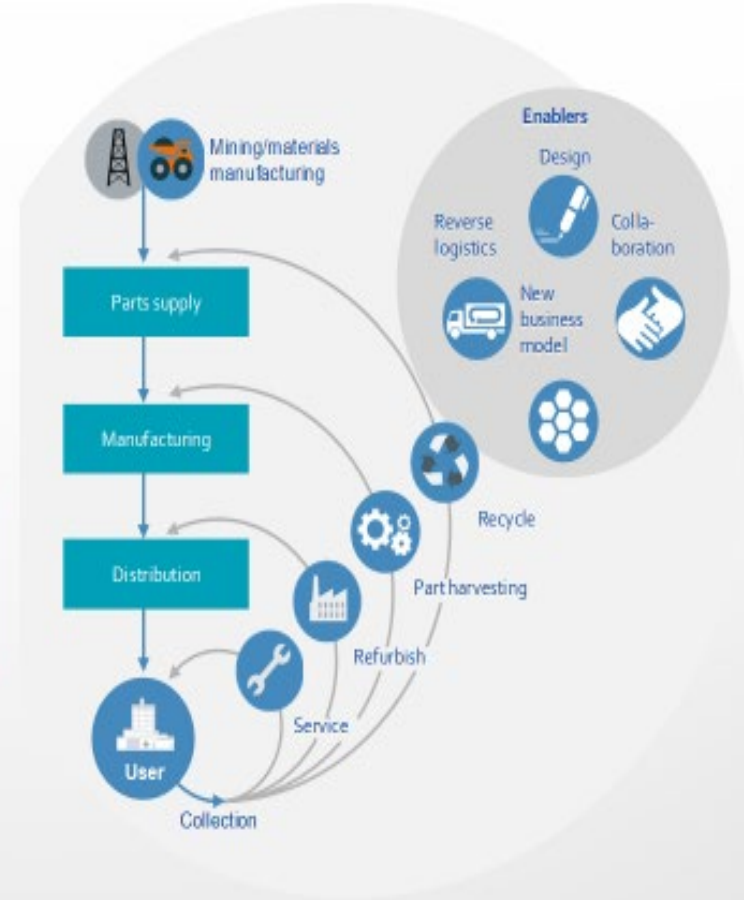 Enablers
Design
Mining/materials
manufacturing
Reverse
logistics
Colla-
boration
Parts supply
New
business
model
Manufacturing
Recycle
Distribution
Part harvesting
Refurbish
Service
User
Collection